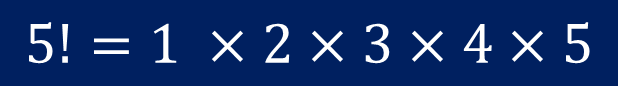 5! = 1 × 2 × 3 × 4 × 5